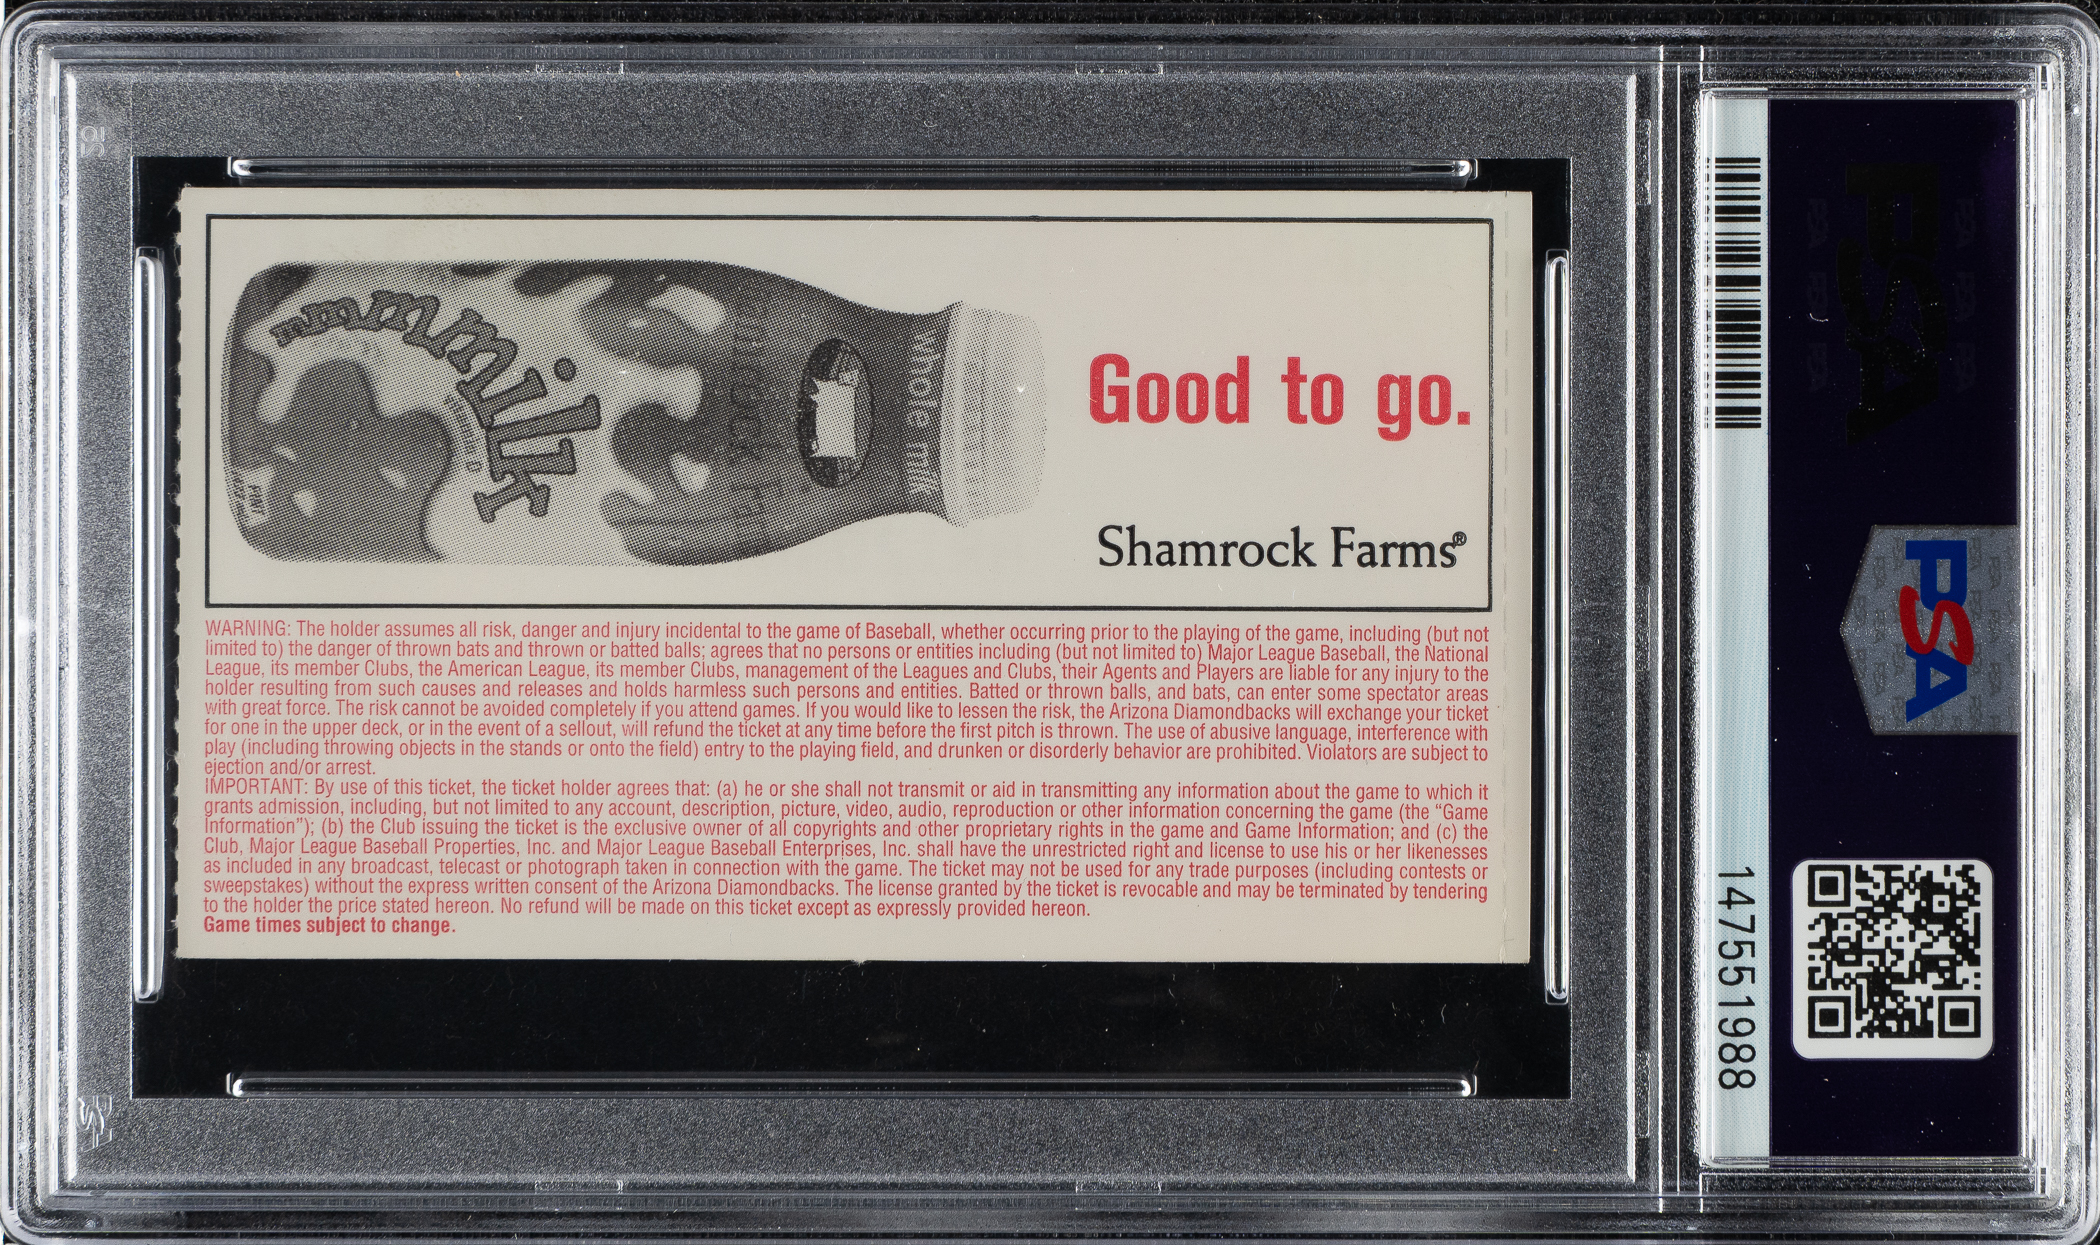 mmmmilk
Vitamin D
PINT
whole milk
Good to go.
Shamrock Farms®
WARNING: The holder assumes all risk, danger and injury incidental to the game of Baseball, whether occurring prior to the playing of the game, including (but not
limited to) the danger of thrown bats and thrown or batted balls; agrees that no persons or entities including (but not limited to) Major League Baseball, the National
League, its member Clubs, the American League, its member Clubs, management of the Leagues and Clubs, their Agents and Players are liable for any injury to the
holder resulting from such causes and releases and holds harmless such persons and entities. Batted or thrown balls, and bats, can enter some spectator areas
with great force. The risk cannot be avoided completely if you attend games. If you would like to lessen the risk, the Arizona Diamondbacks will exchange your ticket
for one in the upper deck, or in the event of a sellout, will refund the ticket at any time before the first pitch is thrown. The use of abusive language, interference with
play (including throwing objects in the stands or onto the field) entry to the playing field, and drunken or disorderly behavior are prohibited. Violators are subject to
ejection and/or arrest.
IMPORTANT: By use of this ticket, the ticket holder agrees that: (a) he or she shall not transmit or aid in transmitting any information about the game to which it
grants admission, including, but not limited to any account, description, picture, video, audio, reproduction or other information concerning the game (the “Game
Information”); (b) the Club issuing the ticket is the exclusive owner of all copyrights and other proprietary rights in the game and Game Information; and (c) the
Club, Major League Baseball Properties, Inc. and Major League Baseball Enterprises, Inc. shall have the unrestricted right and license to use his or her likenesses
as included in any broadcast, telecast or photograph taken in connection with the game. The ticket may not be used for any trade purposes (including contests or
sweepstakes) without the express written consent of the Arizona Diamondbacks. The license granted by the ticket is revocable and may be terminated by tendering
to the holder the price stated hereon. No refund will be made on this ticket except as expressly provided hereon.
Game times subject to change.
PSA
PSA
147551988